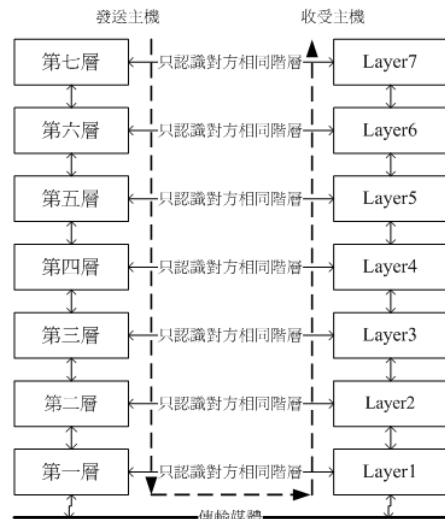 發送主機 收受主機
第七層 只認識對方相同階層 Layer7
第六層 只認識對方相同階層 Layer6
第五層 只認識對方相同階層 Layer5
第四層 只認識對方相同階層 Layer4
第三層 只認識對方相同階層 Layer3
第二層 只認識對方相同階層 Layer2
第一層 只認識對方相同階層 Layer1
傳輸媒體